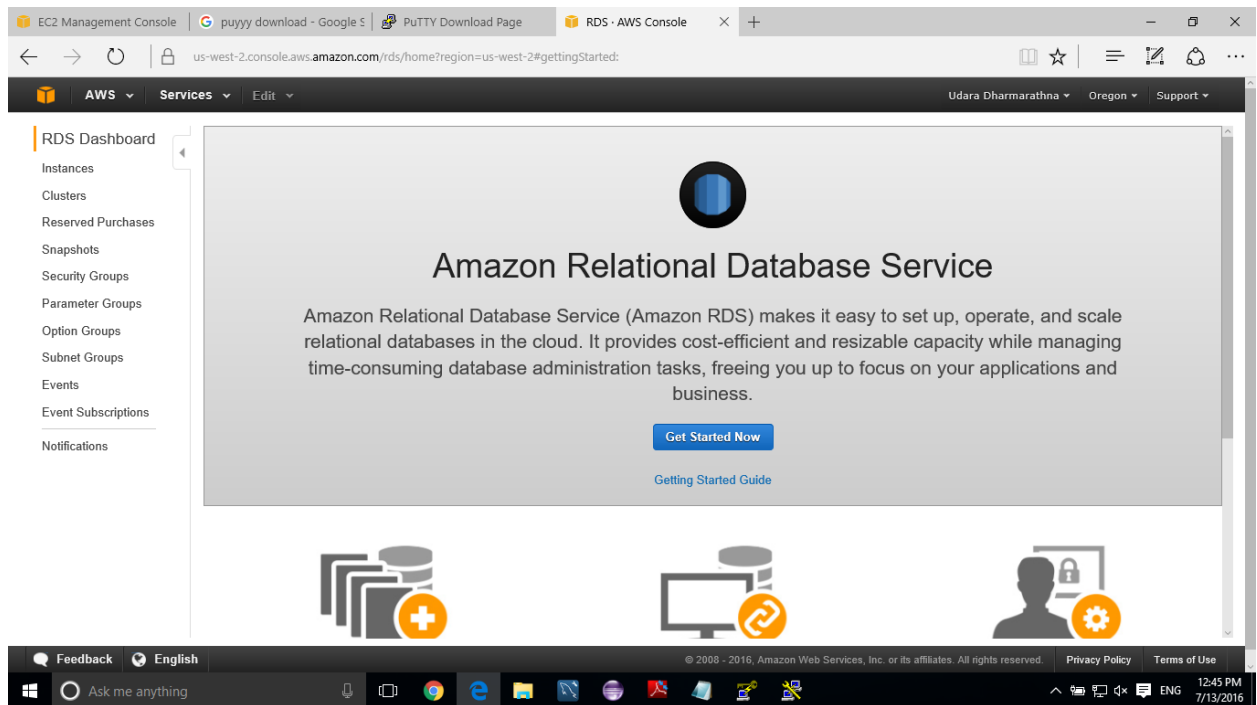 EC2 Management Console
puyyy download - Google S
PuTTY Download Page
RDS · AWS Console
us-west-2.console.aws.amazon.com/rds/home?region=us-west-2#gettingStarted:
AWS
Services
Edit
Udara Dharmarathna
Oregon
Support
RDS Dashboard
Instances
Clusters
Reserved Purchases
Snapshots
Security Groups
Parameter Groups
Option Groups
Subnet Groups
Events
Event Subscriptions
Notifications
Amazon Relational Database Service
Amazon Relational Database Service (Amazon RDS) makes it easy to set up, operate, and scale
relational databases in the cloud. It provides cost-efficient and resizable capacity while managing
time-consuming database administration tasks, freeing you up to focus on your applications and
business.
Get Started Now
Getting Started Guide
Feedback
English
© 2008 - 2016, Amazon Web Services, Inc. or its affiliates. All rights reserved.
Privacy Policy
Terms of Use
Ask me anything
ENG
12:45 PM
7/13/2016